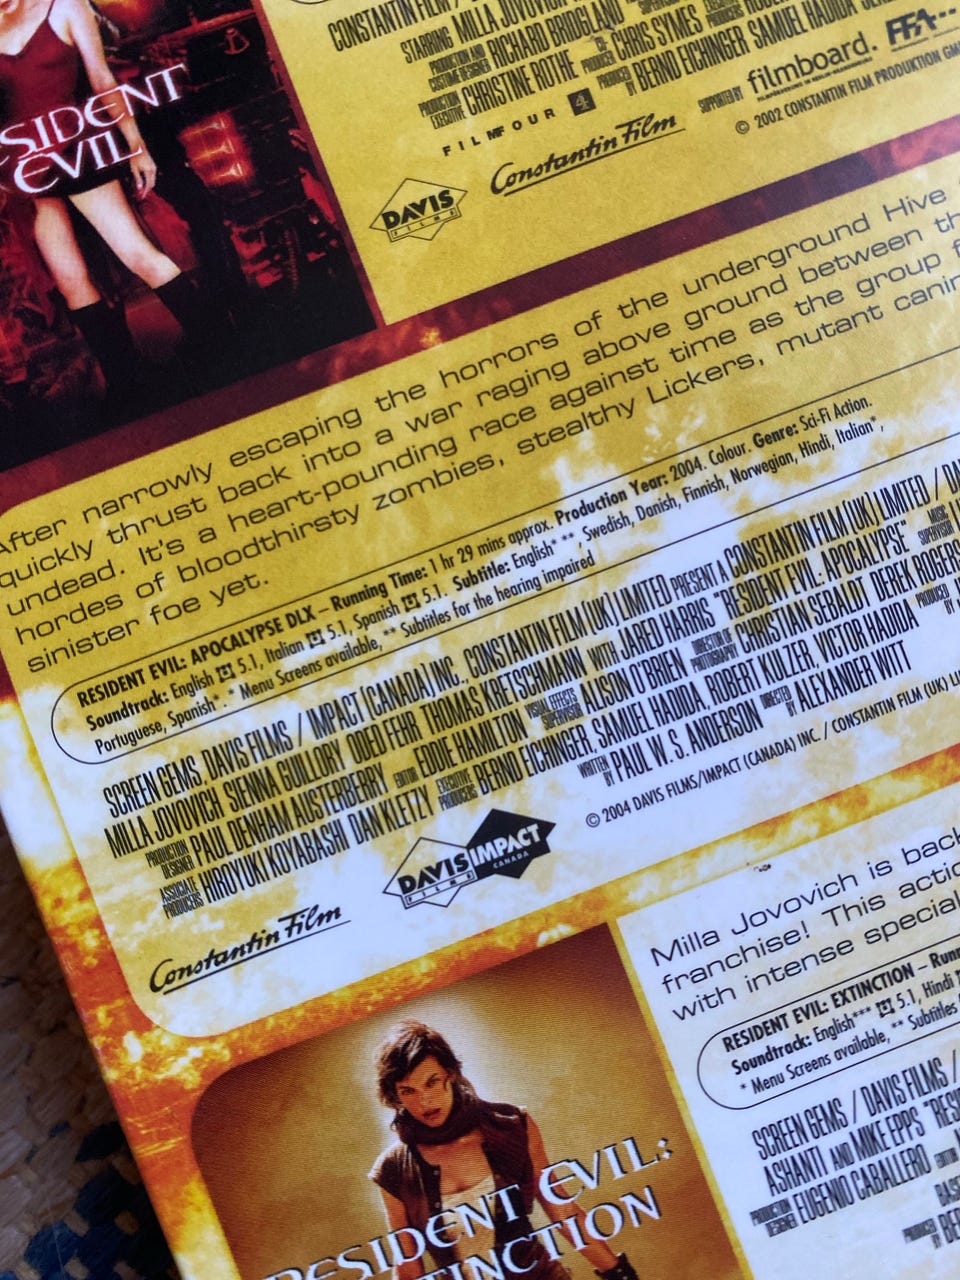 CONSTANTIN FILM /
STARRING MILLA JOVOVICH
PRODUCTION AND COSTUME DESIGNER RICHARD BRIDGLAND CO PRODUCER CHRIS SYMES
PRODUCTION EXECUTIVE CHRISTINE ROTHE PRODUCED BY BERND EICHINGER SAMUEL HADIDA
FILMFOUR 4 SUPPORTED BY filmboard. FFA
Constantin Film © 2002 CONSTANTIN FILM PRODUKTION
DAVIS FILMS
SIDENT
EVIL
After narrowly escaping the horrors of the underground Hive
quickly thrust back into a war raging above ground between
undead. It's a heart-pounding race against time as the group
hordes of bloodthirsty zombies, stealthy Lickers, mutant
sinister foe yet.
RESIDENT EVIL: APOCALYPSE DLX – Running Time: 1 hr 29 mins approx. Production Year: 2004. Colour. Genre: Sci-Fi Action.
Soundtrack: English 5.1, Italian 5.1, Spanish 5.1. Subtitle: English* **, Swedish, Danish, Finnish, Norwegian, Hindi, Italian*,
Portuguese, Spanish*. * Menu Screens available, ** Subtitles for the hearing impaired
SCREEN GEMS, DAVIS FILMS / IMPACT (CANADA) INC., CONSTANTIN FILM (UK) LIMITED PRESENT A CONSTANTIN FILM (UK) LIMITED /
MILLA JOVOVICH SIENNA GUILLORY ODED FEHR THOMAS KRETSCHMANN WITH JARED HARRIS "RESIDENT EVIL: APOCALYPSE" MUSIC SUPERVISOR
PRODUCTION DESIGNER PAUL DENHAM AUSTERBERRY EDITOR EDDIE HAMILTON VISUAL EFFECTS SUPERVISOR ALISON O'BRIEN DIRECTOR OF PHOTOGRAPHY CHRISTIAN SEBALDT DEREK ROGERS
ASSOCIATE PRODUCERS HIROYUKI KOYABASHI DAN KLETZY EXECUTIVE PRODUCERS BERND EICHINGER, SAMUEL HADIDA, ROBERT KULZER, VICTOR HADIDA PRODUCED BY
WRITTEN BY PAUL W. S. ANDERSON DIRECTED BY ALEXANDER WITT
Constantin Film DAVIS FILMS IMPACT CANADA © 2004 DAVIS FILMS/IMPACT (CANADA) INC. / CONSTANTIN FILM (UK)
Milla Jovovich is back
franchise! This
with intense special
RESIDENT EVIL: EXTINCTION –
Soundtrack: English*** 5.1, Hindi
* Menu Screens available, ** Subtitles
SCREEN GEMS / DAVIS FILMS /
ASHANTI AND MIKE EPPS
PRODUCTION DESIGNER EUGENIO CABALLERO EDITOR
PRODUCED BY
RESIDENT EVIL:
TINCTION